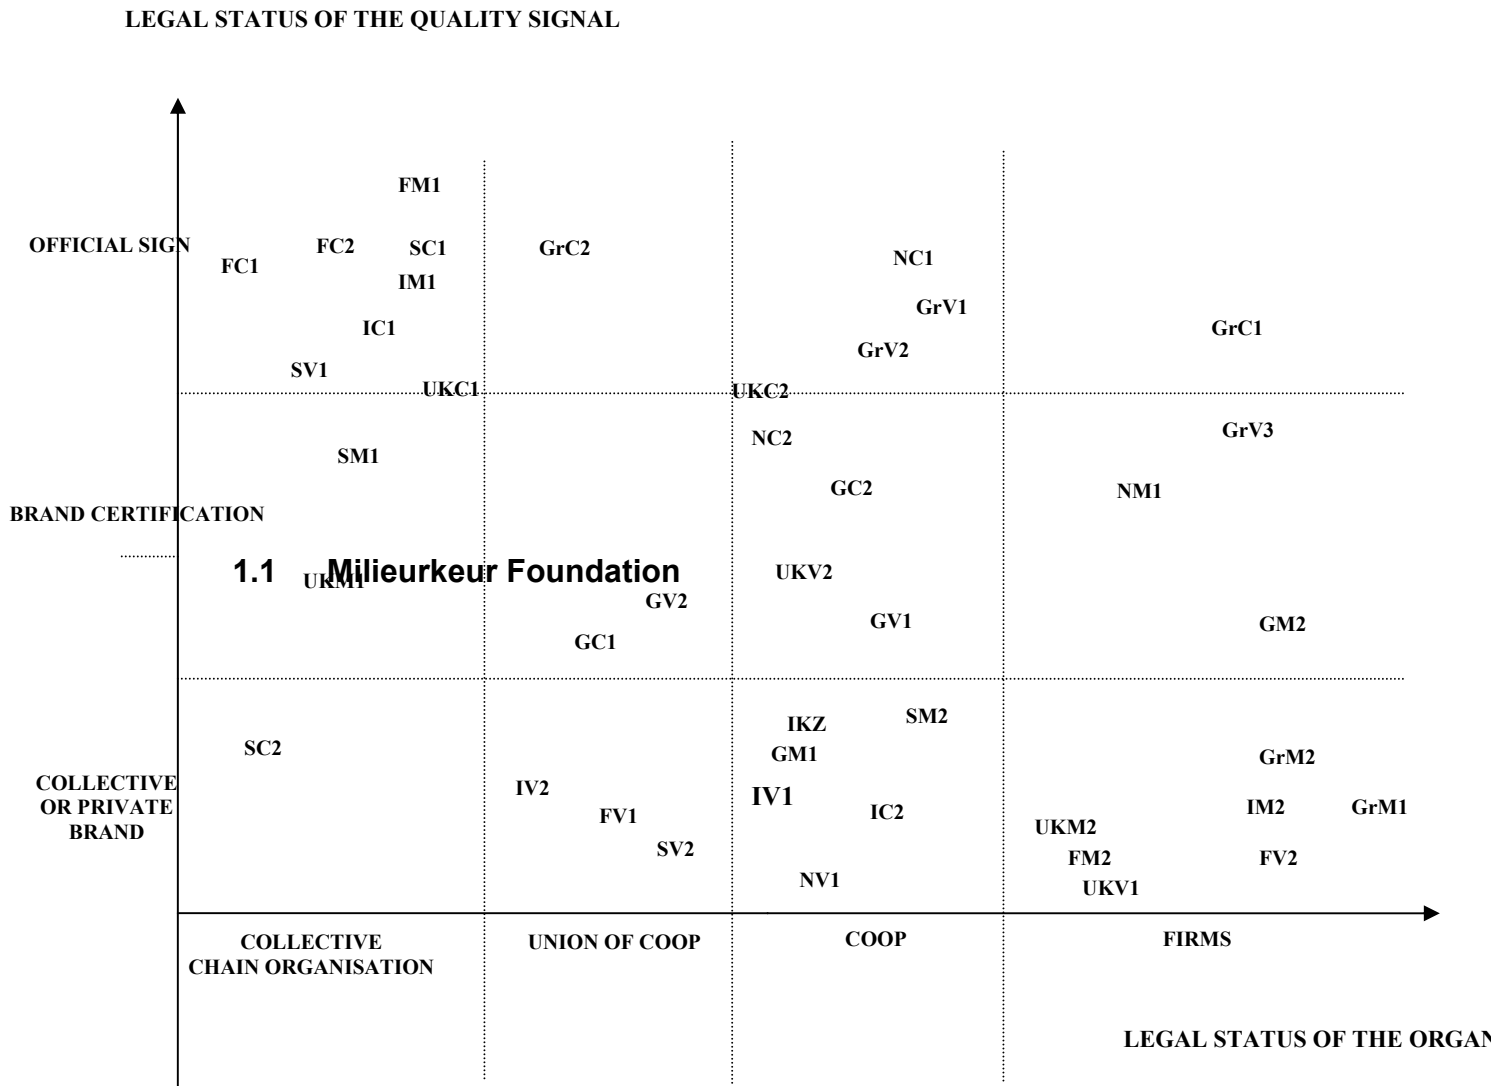 LEGAL STATUS OF THE QUALITY SIGNAL
FM1
OFFICIAL SIGN
FC1
FC2
SC1
GrC2
NC1
IM1
GrV1
IC1
GrC1
GrV2
SV1
UKC1
UKC2
GrV3
NC2
SM1
GC2
NM1
BRAND CERTIFICATION
1.1 Milieurkeur Foundation
UKM1
UKV2
GV2
GV1
GM2
GC1
SM2
IKZ
SC2
GM1
GrM2
COLLECTIVE
OR PRIVATE
BRAND
IV2
IV1
FV1
IC2
IM2
GrM1
UKM2
SV2
FM2
FV2
NV1
UKV1
COLLECTIVE
CHAIN ORGANISATION
UNION OF COOP
COOP
FIRMS
LEGAL STATUS OF THE ORGAN